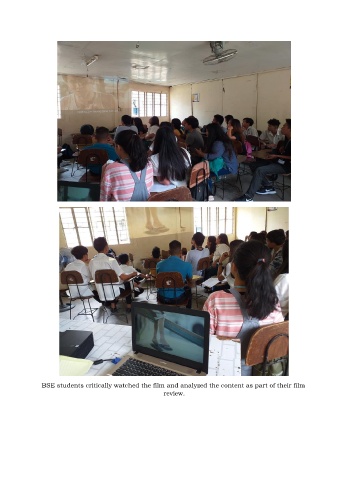 BSE students critically watched the film and analyzed the content as part of their film
review.